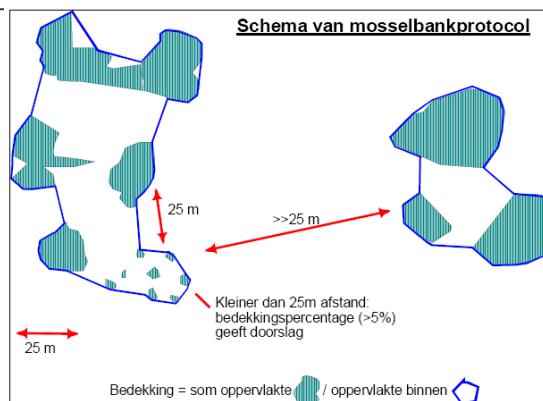 Schema van mosselbankprotocol
25 m
>>25 m
Kleiner dan 25m afstand:
bedekkingspercentage (>5%)
geeft doorslag
25 m
Bedekking = som oppervlakte / oppervlakte binnen